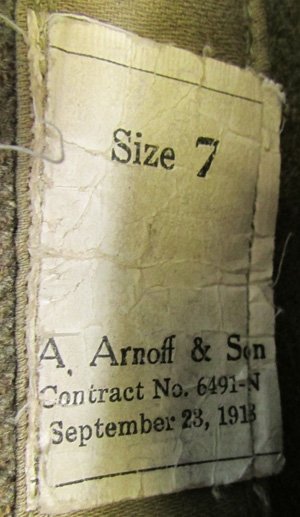 Size 7
A. Arnoff & Son
Contract No. 6491-N
September 23, 1918